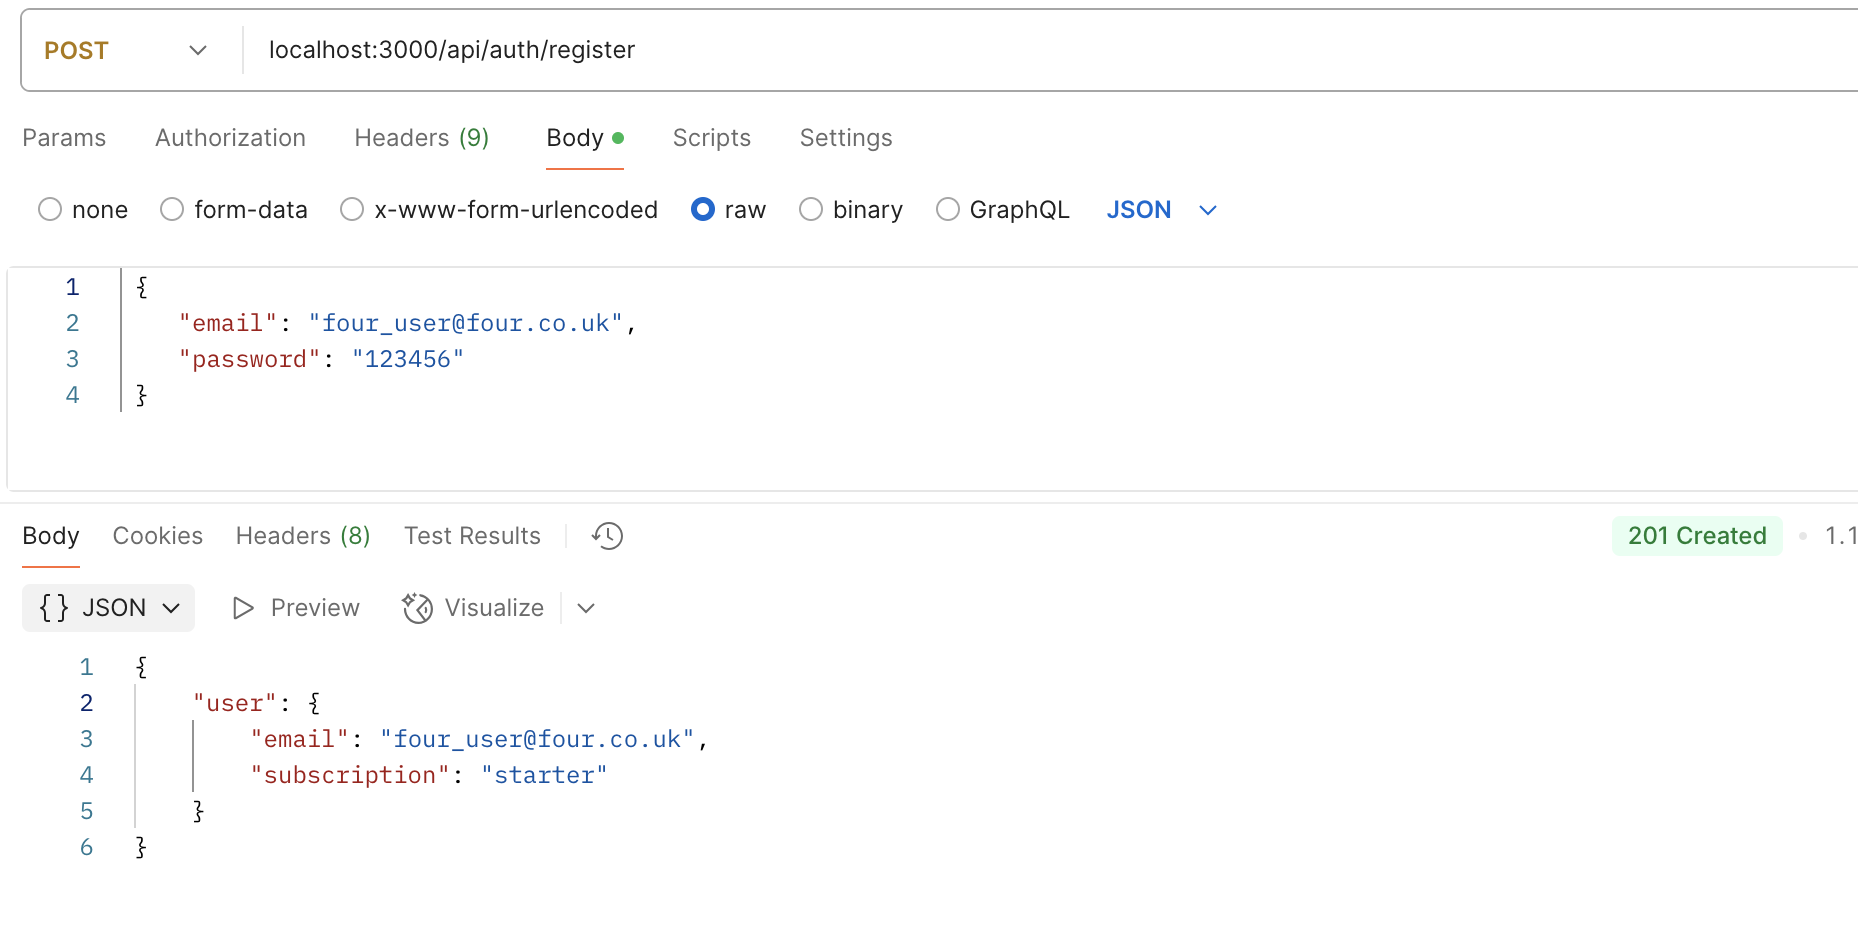 POST localhost:3000/api/auth/register
Params Authorization Headers (9) Body Scripts Settings
none form-data x-www-form-urlencoded raw binary GraphQL JSON
1 {
2 "email": "four_user@four.co.uk",
3 "password": "123456"
4 }
Body Cookies Headers (8) Test Results 201 Created • 1.1
{} JSON Preview Visualize
1 {
2 "user": {
3 "email": "four_user@four.co.uk",
4 "subscription": "starter"
5 }
6 }